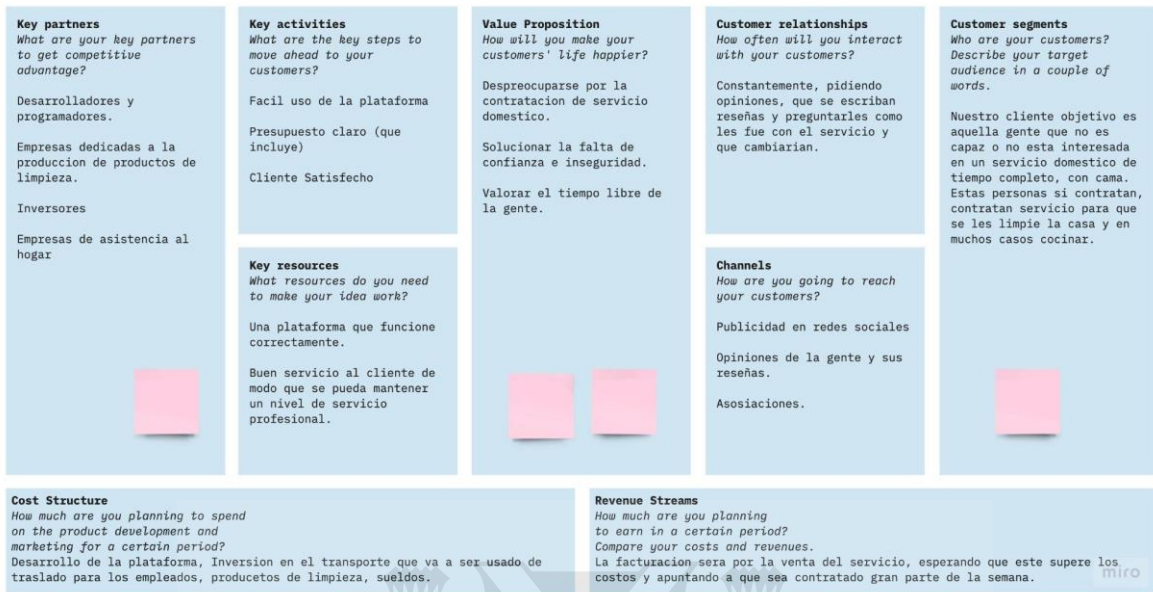 Key partners
What are your key partners
to get competitive
advantage?
Desarrolladores y
programadores.
Empresas dedicadas a la
produccion de productos de
limpieza.
Inversores
Empresas de asistencia al
hogar
Key activities
What are the key steps to
move ahead to your
customers?
Facil uso de la plataforma
Presupuesto claro (que
incluye)
Cliente Satisfecho
Key resources
What resources do you need
to make your idea work?
Una plataforma que funcione
correctamente.
Buen servicio al cliente de
modo que se pueda mantener
un nivel de servicio
profesional.
Value Proposition
How will you make your
customers' life happier?
Despreocuparse por la
contratacion de servicio
domestico.
Solucionar la falta de
confianza e inseguridad.
Valorar el tiempo libre de
la gente.
Customer relationships
How often will you interact
with your customers?
Constantemente, pidiendo
opiniones, que se escriban
reseñas y preguntarles como
les fue con el servicio y
que cambiarian.
Channels
How are you going to reach
your customers?
Publicidad en redes sociales
Opiniones de la gente y sus
reseñas.
Asosiaciones.
Customer segments
Who are your customers?
Describe your target
audience in a couple of
words.
Nuestro cliente objetivo es
aquella gente que no es
capaz o no esta interesada
en un servicio domestico de
tiempo completo, con cama.
Estas personas si contratan,
contratan servicio para que
se les limpie la casa y en
muchos casos cocinar.
Cost Structure
How much are you planning to spend
on the product development and
marketing for a certain period?
Desarrollo de la plataforma, Inversion en el transporte que va a ser usado de
traslado para los empleados, producetos de limpieza, sueldos.
Revenue Streams
How much are you planning
to earn in a certain period?
Compare your costs and revenues.
La facturacion sera por la venta del servicio, esperando que este supere los
costos y apuntando a que sea contratado gran parte de la semana.
miro